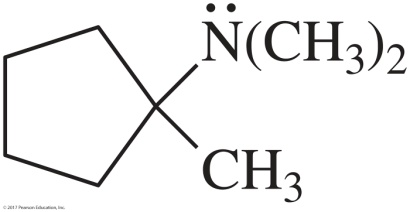 N̈(CH₃)₂
CH₃
© 2017 Pearson Education, Inc.